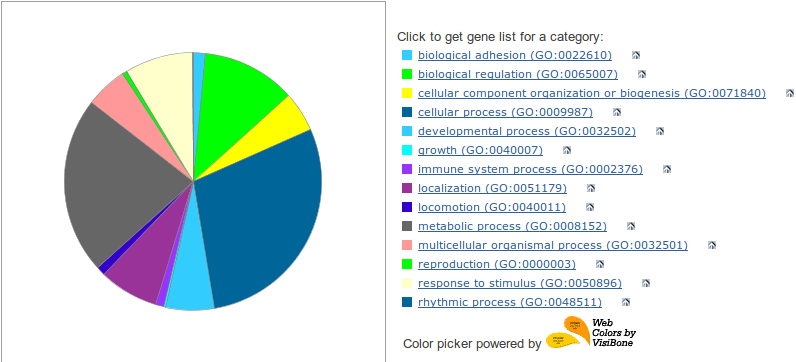 Click to get gene list for a category:
biological adhesion (GO:0022610)
biological regulation (GO:0065007)
cellular component organization or biogenesis (GO:0071840)
cellular process (GO:0009987)
developmental process (GO:0032502)
growth (GO:0040007)
immune system process (GO:0002376)
localization (GO:0051179)
locomotion (GO:0040011)
metabolic process (GO:0008152)
multicellular organismal process (GO:0032501)
reproduction (GO:0000003)
response to stimulus (GO:0050896)
rhythmic process (GO:0048511)
Color picker powered by
Web
Colors by
VisiBone